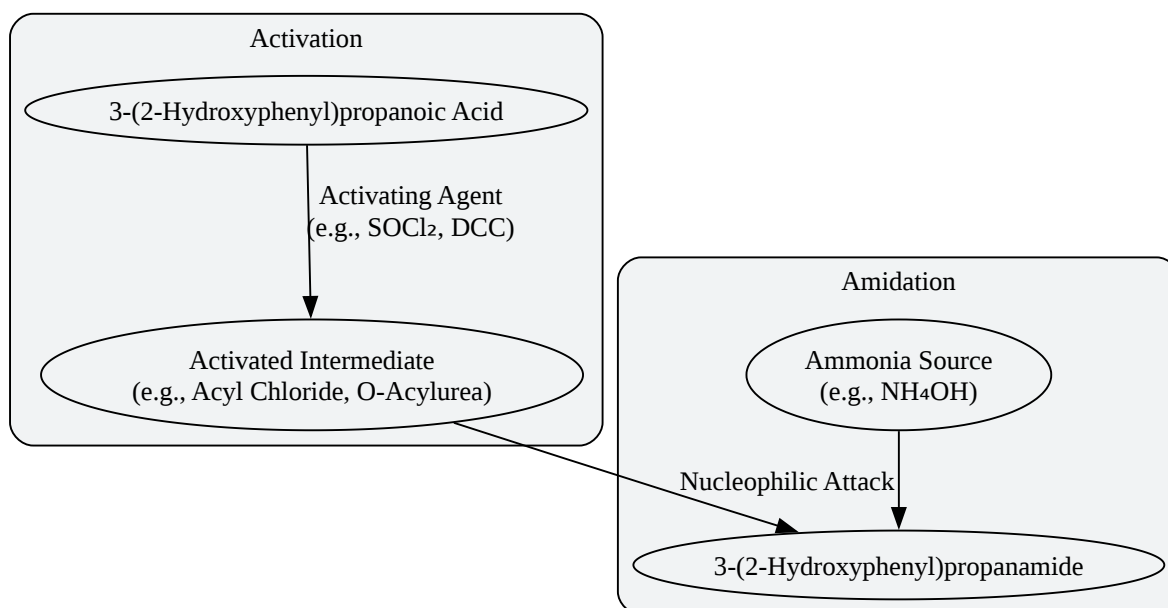 Activation
3-(2-Hydroxyphenyl)propanoic Acid
Activating Agent
(e.g., SOCl₂, DCC)
Activated Intermediate
(e.g., Acyl Chloride, O-Acylurea)
Amidation
Ammonia Source
(e.g., NH₄OH)
Nucleophilic Attack
3-(2-Hydroxyphenyl)propanamide